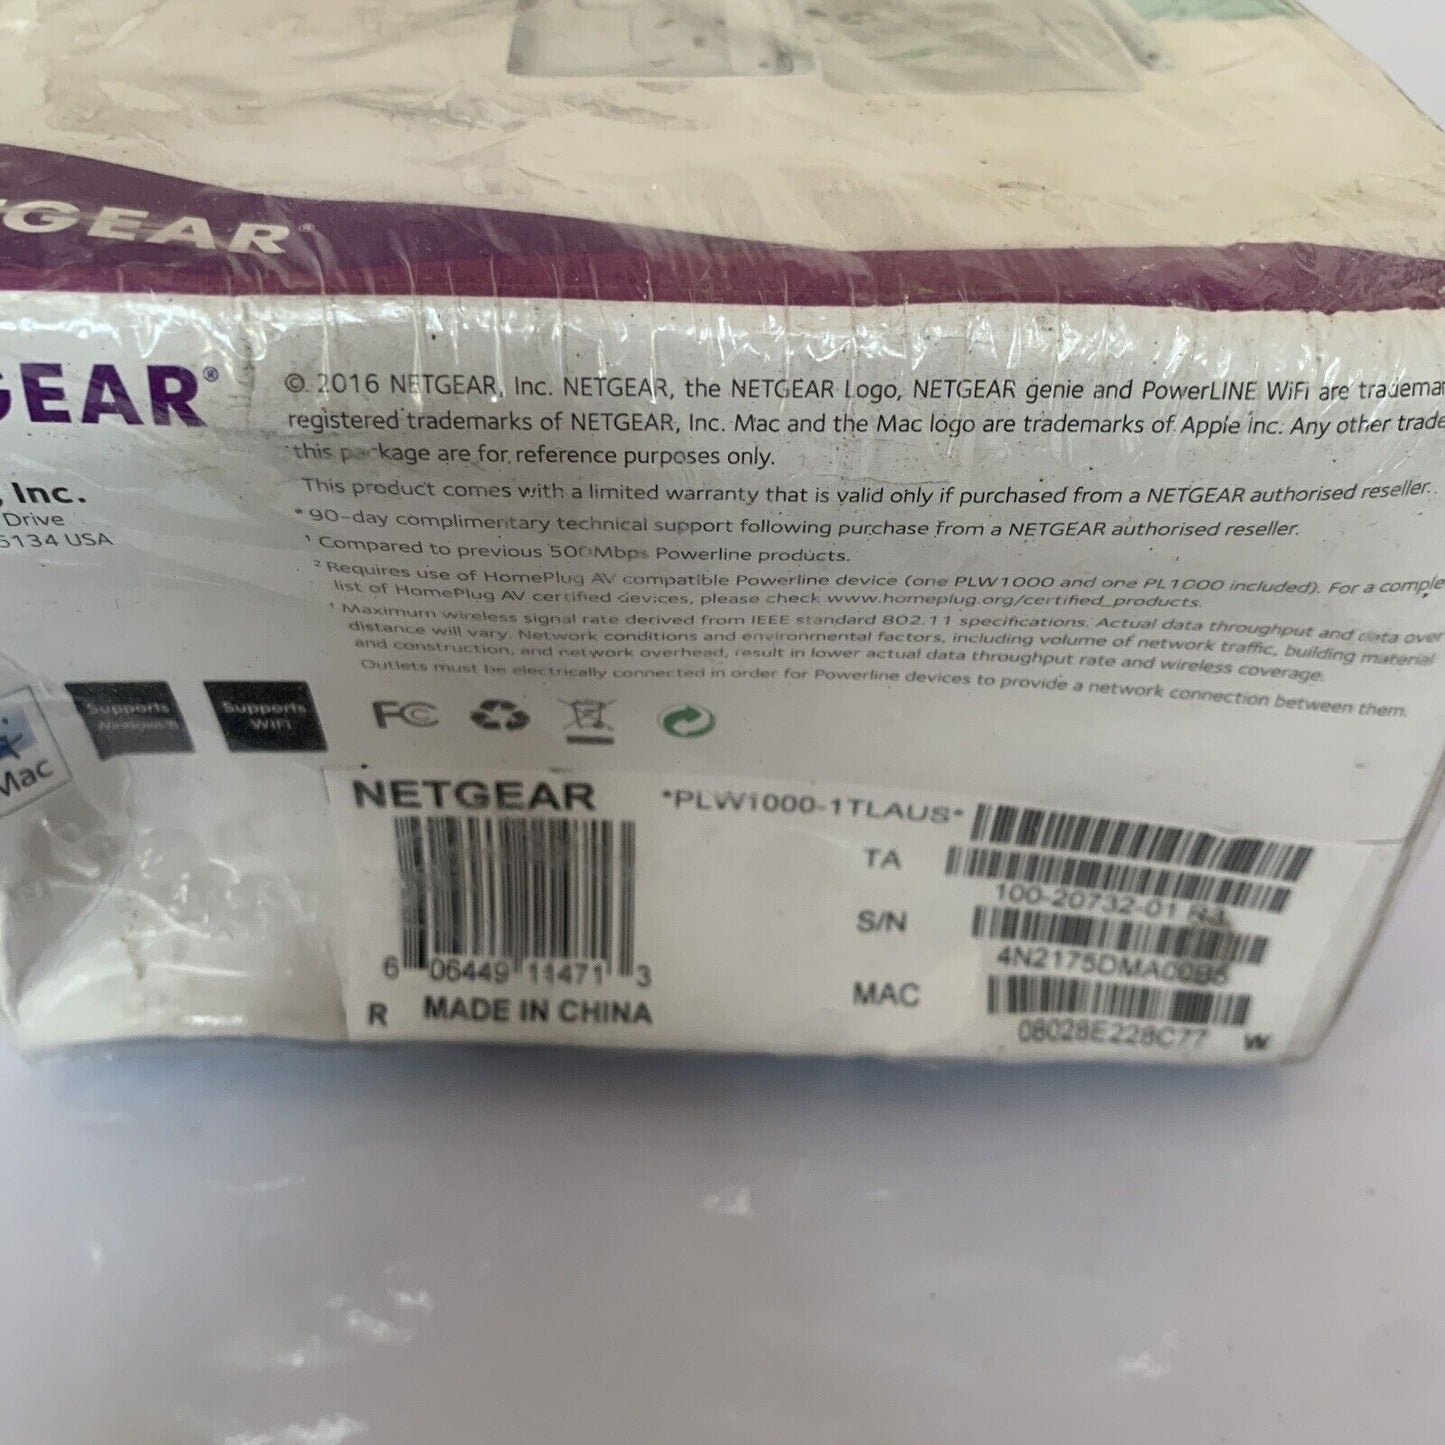 GEAR®
GEAR®
, Inc.
Drive
5134 USA
© 2016 NETGEAR, Inc. NETGEAR, the NETGEAR Logo, NETGEAR genie and PowerLINE WiFi are
registered trademarks of NETGEAR, Inc. Mac and the Mac logo are trademarks of Apple Inc. Any other
this package are for reference purposes only.
This product comes with a limited warranty that is valid only if purchased from a NETGEAR authorised reseller.
* 90-day complimentary technical support following purchase from a NETGEAR authorised reseller.
¹ Compared to previous 500Mbps Powerline products.
² Requires use of HomePlug AV compatible Powerline device (one PLW1000 and one PL1000 included). For a
list of HomePlug AV certified devices, please check www.homeplug.org/certified_products.
¹ Maximum wireless signal rate derived from IEEE standard 802.11 specifications. Actual data throughput and data over
distance will vary. Network conditions and environmental factors, including volume of network traffic, building material
and construction, and network overhead, result in lower actual data throughput rate and wireless coverage.
Outlets must be electrically connected in order for Powerline devices to provide a network connection between them.
Mac
Supports
Windows®
Supports
WiFi
FC
NETGEAR
*PLW1000-1TLAUS*
TA
100-20732-01 R3
S/N
4N2175DMA00B5
MAC
08028E228C77 W
6 06449 11471 3
R MADE IN CHINA